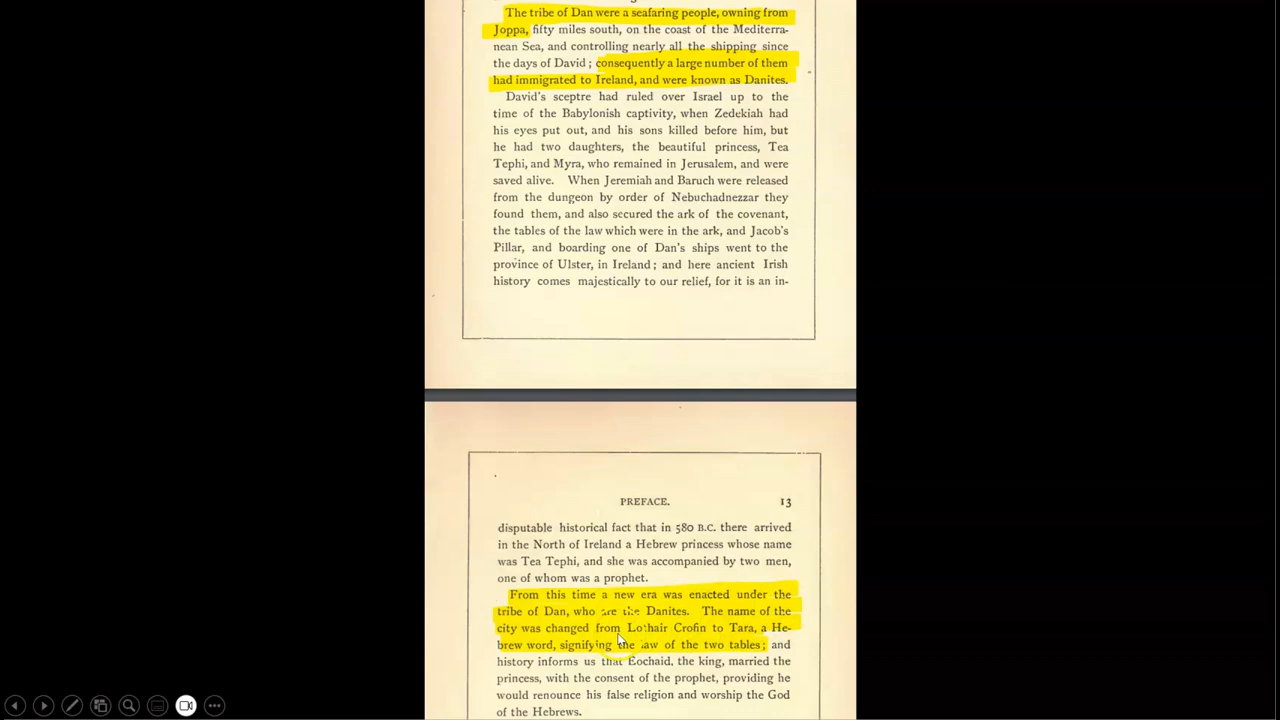 The tribe of Dan were a seafaring people, owning from
Joppa, fifty miles south, on the coast of the Mediterra-
nean Sea, and controlling nearly all the shipping since
the days of David ; consequently a large number of them
had immigrated to Ireland, and were known as Danites.
David's sceptre had ruled over Israel up to the
time of the Babylonish captivity, when Zedekiah had
his eyes put out, and his sons killed before him, but
he had two daughters, the beautiful princess, Tea
Tephi, and Myra, who remained in Jerusalem, and were
saved alive. When Jeremiah and Baruch were released
from the dungeon by order of Nebuchadnezzar they
found them, and also secured the ark of the covenant,
the tables of the law which were in the ark, and Jacob's
Pillar, and boarding one of Dan's ships went to the
province of Ulster, in Ireland ; and here ancient Irish
history comes majestically to our relief, for it is an in-
PREFACE. 13
disputable historical fact that in 580 B.C. there arrived
in the North of Ireland a Hebrew princess whose name
was Tea Tephi, and she was accompanied by two men,
one of whom was a prophet.
From this time a new era was enacted under the
tribe of Dan, who are the Danites. The name of the
city was changed from Lothair Crofin to Tara, a He-
brew word, signifying the law of the two tables ; and
history informs us that Eochaid, the king, married the
princess, with the consent of the prophet, providing he
would renounce his false religion and worship the God
of the Hebrews.